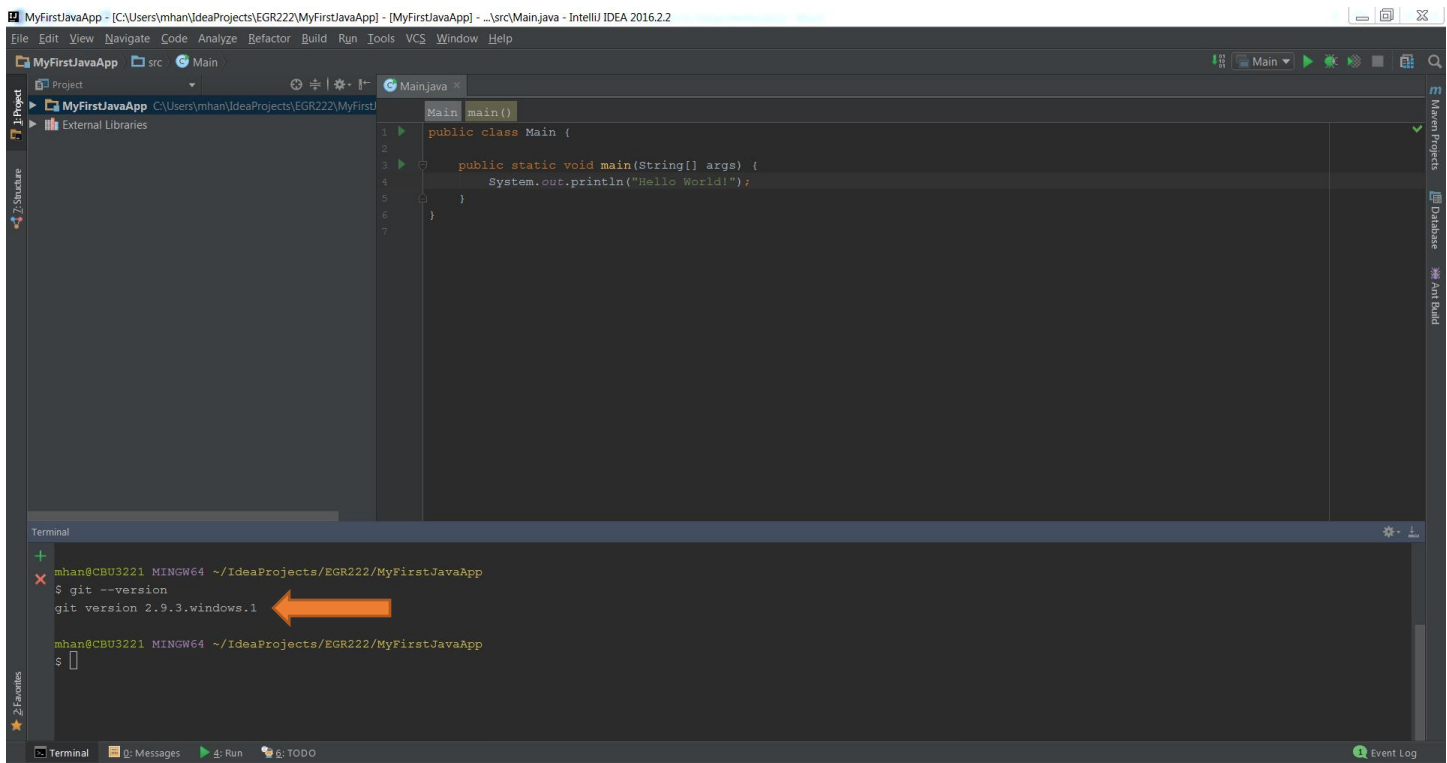 MyFirstJavaApp - [C:\Users\mhan\IdeaProjects\EGR222\MyFirstJavaApp] - [MyFirstJavaApp] - ...\src\Main.java - IntelliJ IDEA 2016.2.2
File Edit View Navigate Code Analyze Refactor Build Run Tools VCS Window Help
MyFirstJavaApp src Main
Main
Project
Main.java
1: Project
7: Structure
2: Favorites
MyFirstJavaApp C:\Users\mhan\IdeaProjects\EGR222\MyFirstJ
External Libraries
Main main()
1 public class Main {
2
3 public static void main(String[] args) {
4 System.out.println("Hello World!");
5 }
6 }
7
Maven Projects
Database
Ant Build
Terminal
mhan@CBU3221 MINGW64 ~/IdeaProjects/EGR222/MyFirstJavaApp
$ git --version
git version 2.9.3.windows.1
mhan@CBU3221 MINGW64 ~/IdeaProjects/EGR222/MyFirstJavaApp
$
Terminal 0: Messages 4: Run 6: TODO
1 Event Log